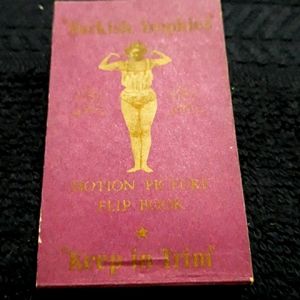 "Turkish Trophies"
MOTION PICTURE
FLIP BOOK
"Keep in Trim"